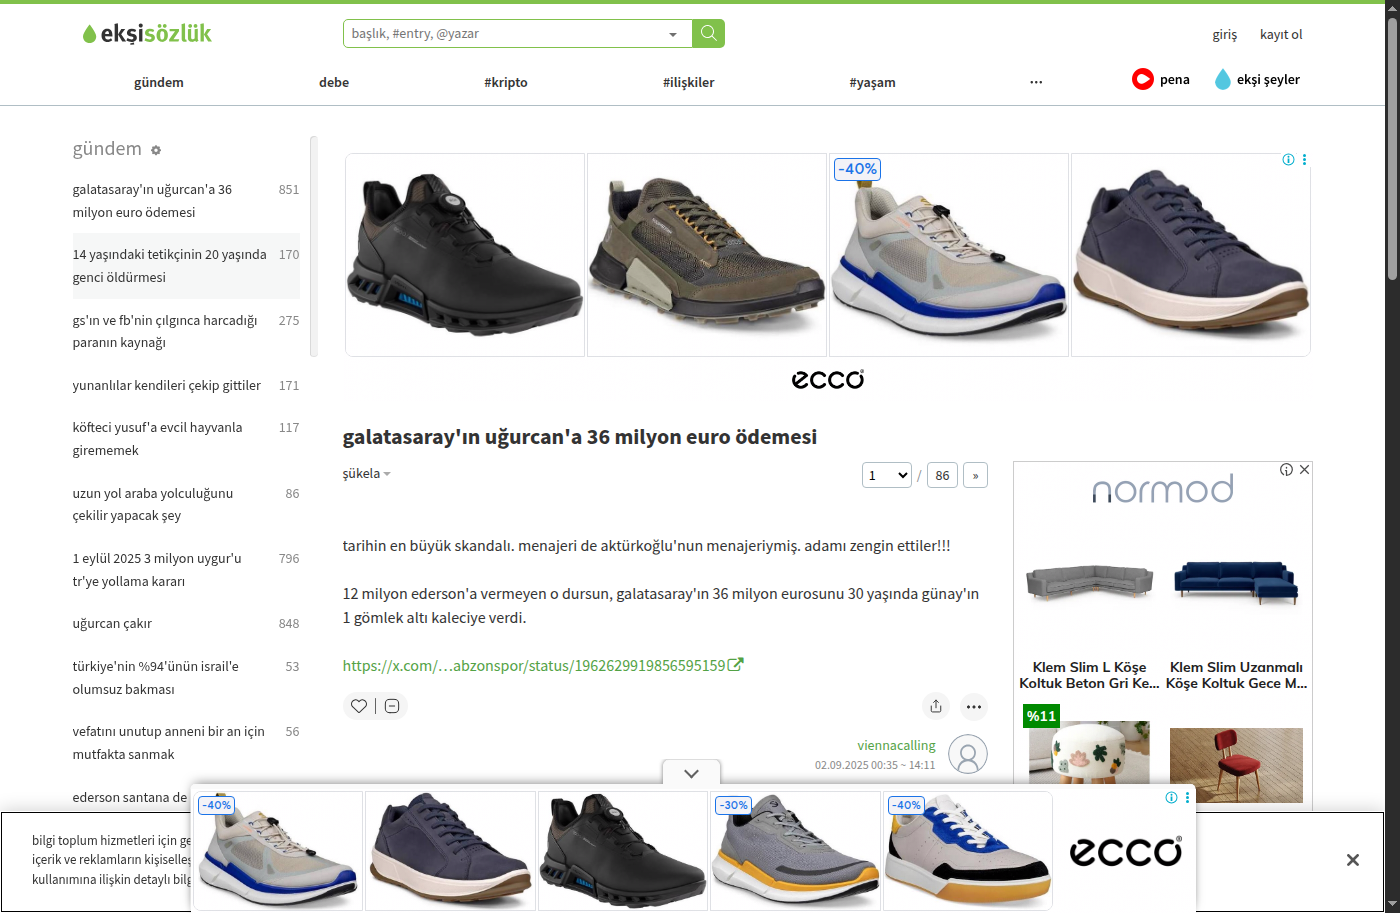 ekşisözlük
başlık, #entry, @yazar
giriş
kayıt ol
gündem
debe
#kripto
#ilişkiler
#yaşam
...
pena
ekşi şeyler
gündem
galatasaray'ın uğurcan'a 36 851
milyon euro ödemesi
14 yaşındaki tetikçinin 20 yaşında 170
genci öldürmesi
gs'ın ve fb'nin çılgınca harcadığı 275
paranın kaynağı
yunanlılar kendileri çekip gittiler 171
köfteci yusuf'a evcil hayvanla 117
girememek
uzun yol araba yolculuğunu 86
çekilir yapacak şey
1 eylül 2025 3 milyon uygur'u 796
tr'ye yollama kararı
uğurcan çakır 848
türkiye'nin %94'ünün israil'e 53
olumsuz bakması
vefatını unutup anneni bir an için 56
mutfakta sanmak
ederson santana de
-40%
ecco
galatasaray'ın uğurcan'a 36 milyon euro ödemesi
şükela
1 / 86 »
tarihin en büyük skandalı. menajeri de aktürkoğlu'nun menajeriymiş. adamı zengin ettiler!!!
12 milyon ederson'a vermeyen o dursun, galatasaray'ın 36 milyon eurosunu 30 yaşında günay'ın
1 gömlek altı kaleciye verdi.
https://x.com/…abzonspor/status/1962629919856595159
viennacalling
02.09.2025 00:35 ~ 14:11
normod
Klem Slim L Köşe
Koltuk Beton Gri Ke...
Klem Slim Uzanmalı
Köşe Koltuk Gece M...
%11
bilgi toplum hizmetleri için ge
içerik ve reklamların kişiselleş
kullanımına ilişkin detaylı bilg
-40%
-30%
-40%
ecco